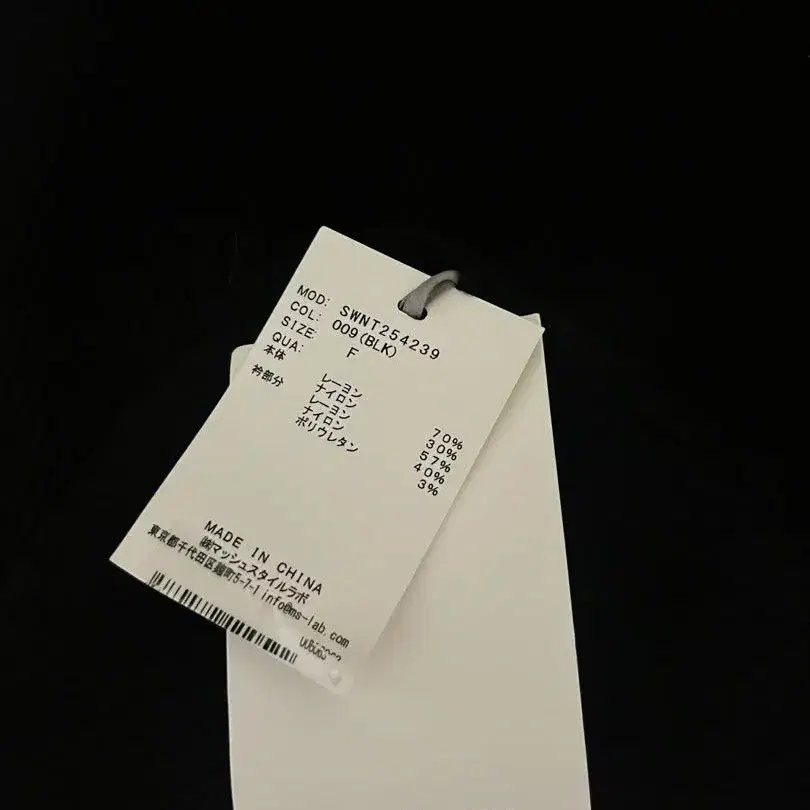 MOD: SWNT254239
COL: 009(BLK)
SIZE: F
QUA:
本体 レーヨン 70%
ナイロン 30%
衿部分 レーヨン 57%
ナイロン 40%
ポリウレタン 3%
MADE IN CHINA
㈱マッシュスタイルラボ
東京都千代田区麹町5-7-1 info@ms-lab.com